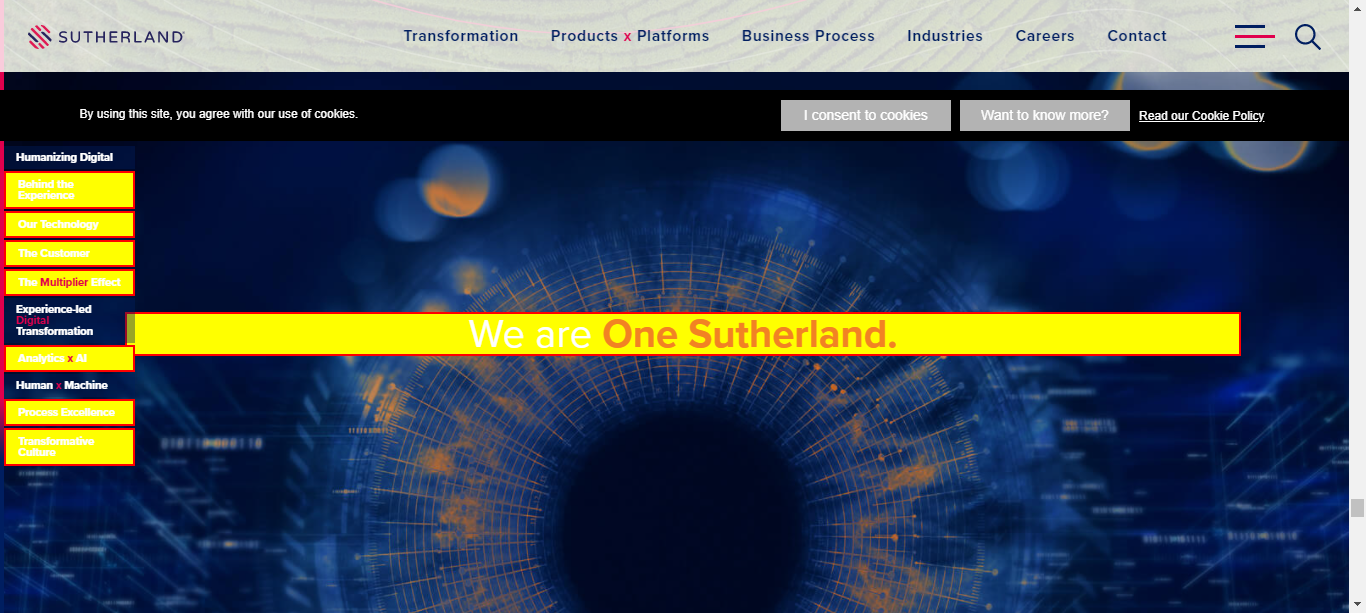 SUTHERLAND
Transformation
Products x Platforms
Business Process
Industries
Careers
Contact
By using this site, you agree with our use of cookies.
I consent to cookies
Want to know more?
Read our Cookie Policy
Humanizing Digital
Behind the
Experience
Our Technology
The Customer
The Multiplier Effect
Experience-led
Digital
Transformation
Analytics x AI
Human x Machine
Process Excellence
Transformative
Culture
We are One Sutherland.